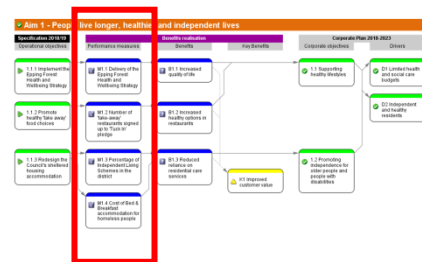 Aim 1 - People live longer, healthier and independent lives
Specification 2018/19
Benefits realisation
Corporate Plan 2018-2023
Operational objectives
Performance measures
Benefits
Key Benefits
Corporate objectives
Drivers
1.1.1 Implement the
Epping Forest
Health and
Wellbeing Strategy
M1.1 Delivery of the
Epping Forest
Health and
Wellbeing Strategy
B1.1 Increased
quality of life
1.1 Supporting
healthy lifestyles
D1 Limited health
and social care
budgets
1.1.2 Promote
healthy 'take away'
food choices
M1.2 Number of
'take-away'
restaurants signed
up to 'Tuck In'
pledge
B1.2 Increased
healthy options in
restaurants
D2 Independent
and healthy
residents
1.1.3 Redesign the
Council's sheltered
housing
accommodation
M1.3 Percentage of
Independent Living
Schemes in the
district
B1.3 Reduced
reliance on
residential care
services
K1 Improved
customer value
1.2 Promoting
independence for
older people and
people with
disabilities
M1.4 Cost of Bed &
Breakfast
accommodation for
homeless people